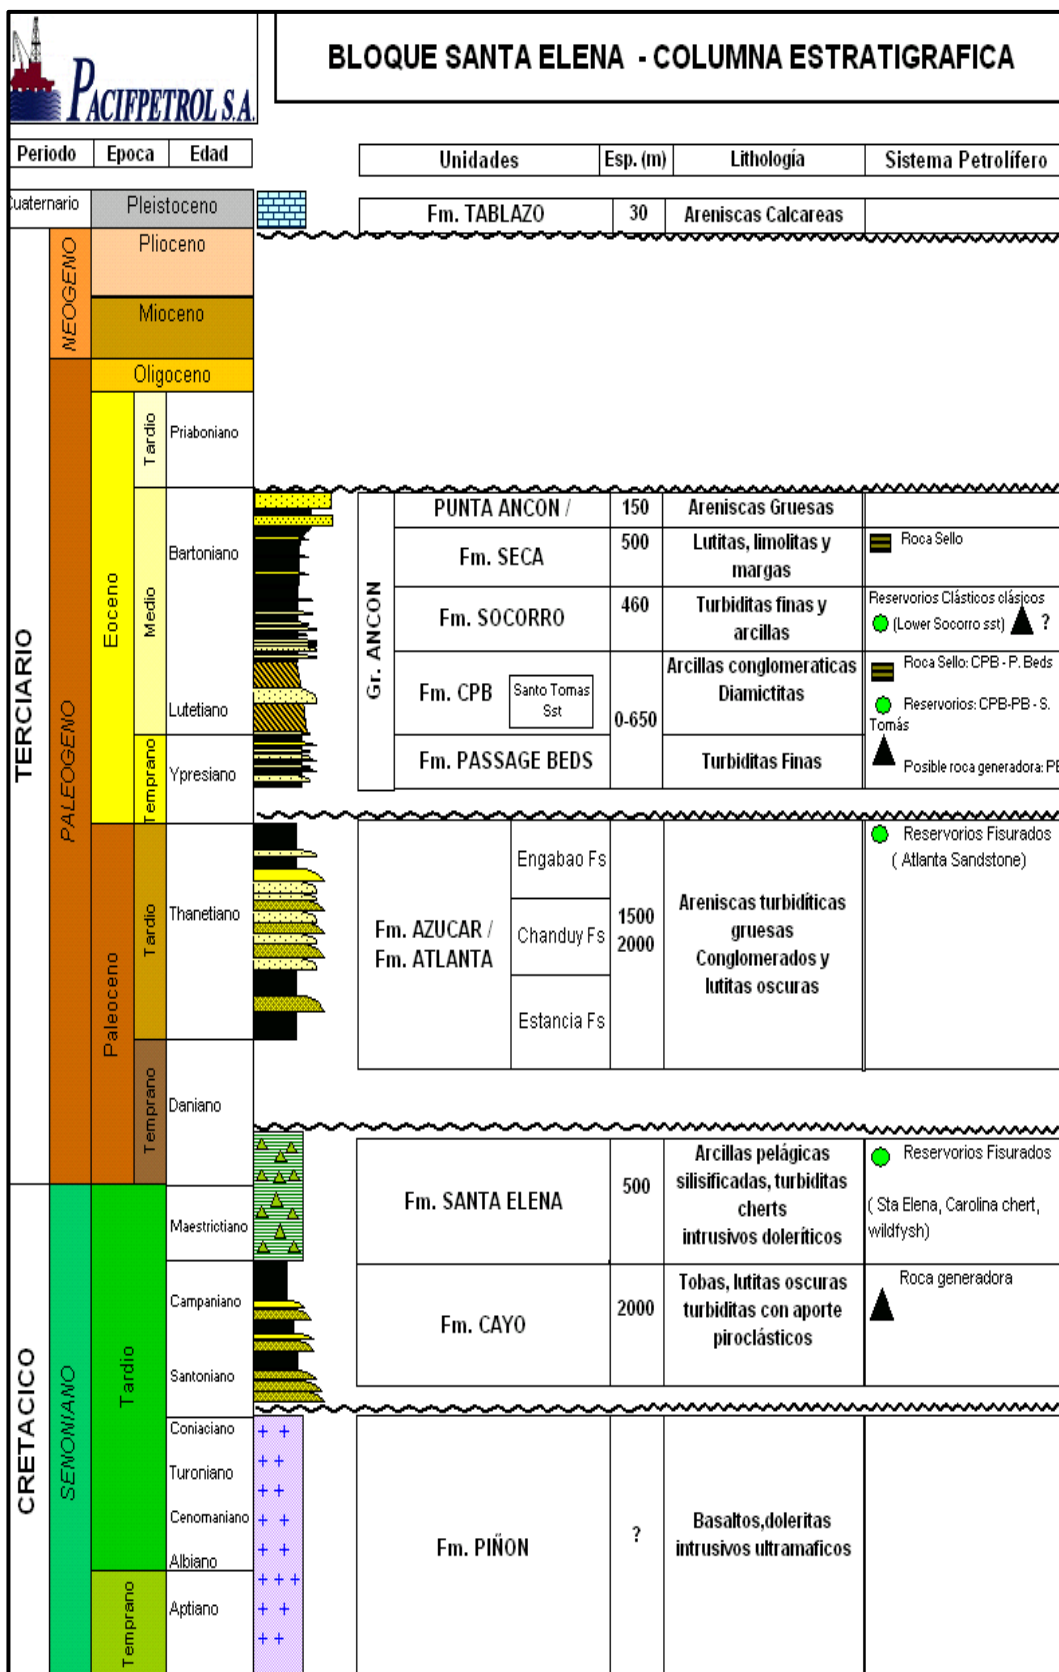 PACIFPETROL S.A.
BLOQUE SANTA ELENA - COLUMNA ESTRATIGRAFICA
Periodo Epoca Edad
Unidades Esp. (m) Lithología Sistema Petrolífero
Cuaternario Pleistoceno
Fm. TABLAZO 30 Areniscas Calcareas
TERCIARIO
NEOGENO
Plioceno
Mioceno
PALEOGENO
Oligoceno
Eoceno
Tardio
Priaboniano
Medio
Bartoniano
Lutetiano
Temprano
Ypresiano
Gr. ANCON
PUNTA ANCON / 150 Areniscas Gruesas
Fm. SECA 500 Lutitas, limolitas y
margas
Roca Sello
Fm. SOCORRO 460 Turbiditas finas y
arcillas
Reservorios Clásticos clásicos
(Lower Socorro sst) ?
Fm. CPB Santo Tomas
Sst
0-650
Arcillas conglomeraticas
Diamictitas
Roca Sello: CPB - P. Beds
Reservorios: CPB-PB - S.
Tomás
Fm. PASSAGE BEDS Turbiditas Finas
Posible roca generadora: PB
Paleoceno
Tardio
Thanetiano
Temprano
Daniano
Fm. AZUCAR /
Fm. ATLANTA
Engabao Fs
Chanduy Fs
Estancia Fs
1500
2000
Areniscas turbidíticas
gruesas
Conglomerados y
lutitas oscuras
Reservorios Fisurados
( Atlanta Sandstone)
CRETACICO
SENONIANO
Tardio
Maestrictiano
Campaniano
Santoniano
Coniaciano
Turoniano
Cenomaniano
Albiano
Temprano
Aptiano
Fm. SANTA ELENA 500
Arcillas pelágicas
silisificadas, turbiditas
cherts
intrusivos doleríticos
Reservorios Fisurados
( Sta Elena, Carolina chert,
wildfysh)
Fm. CAYO 2000
Tobas, lutitas oscuras
turbiditas con aporte
piroclásticos
Roca generadora
Fm. PIÑON ?
Basaltos,doleritas
intrusivos ultramaficos